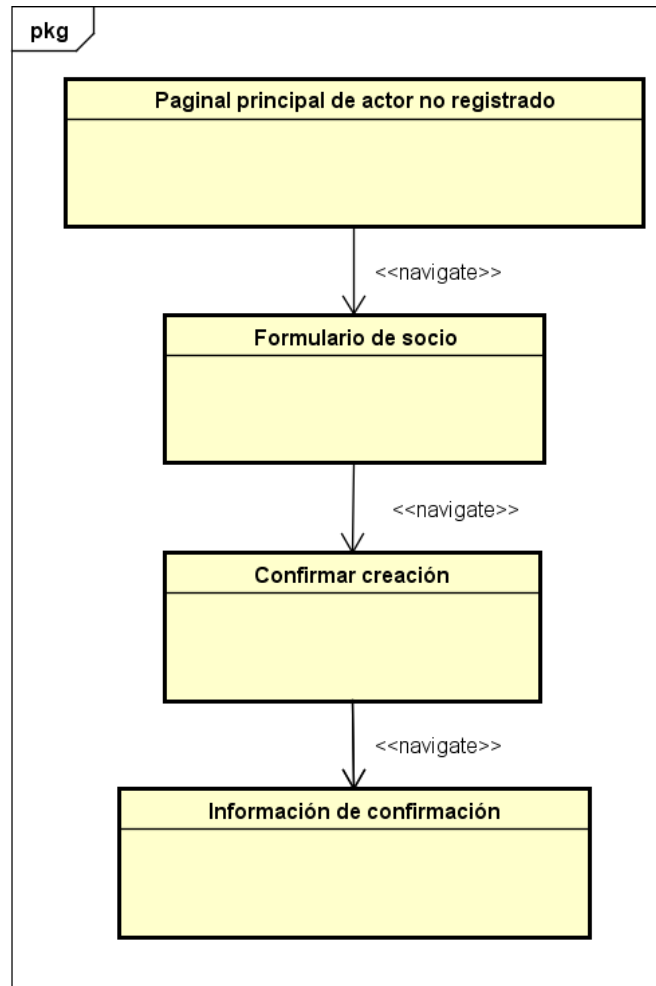 pkg
Paginal principal de actor no registrado
<<navigate>>
Formulario de socio
<<navigate>>
Confirmar creación
<<navigate>>
Información de confirmación